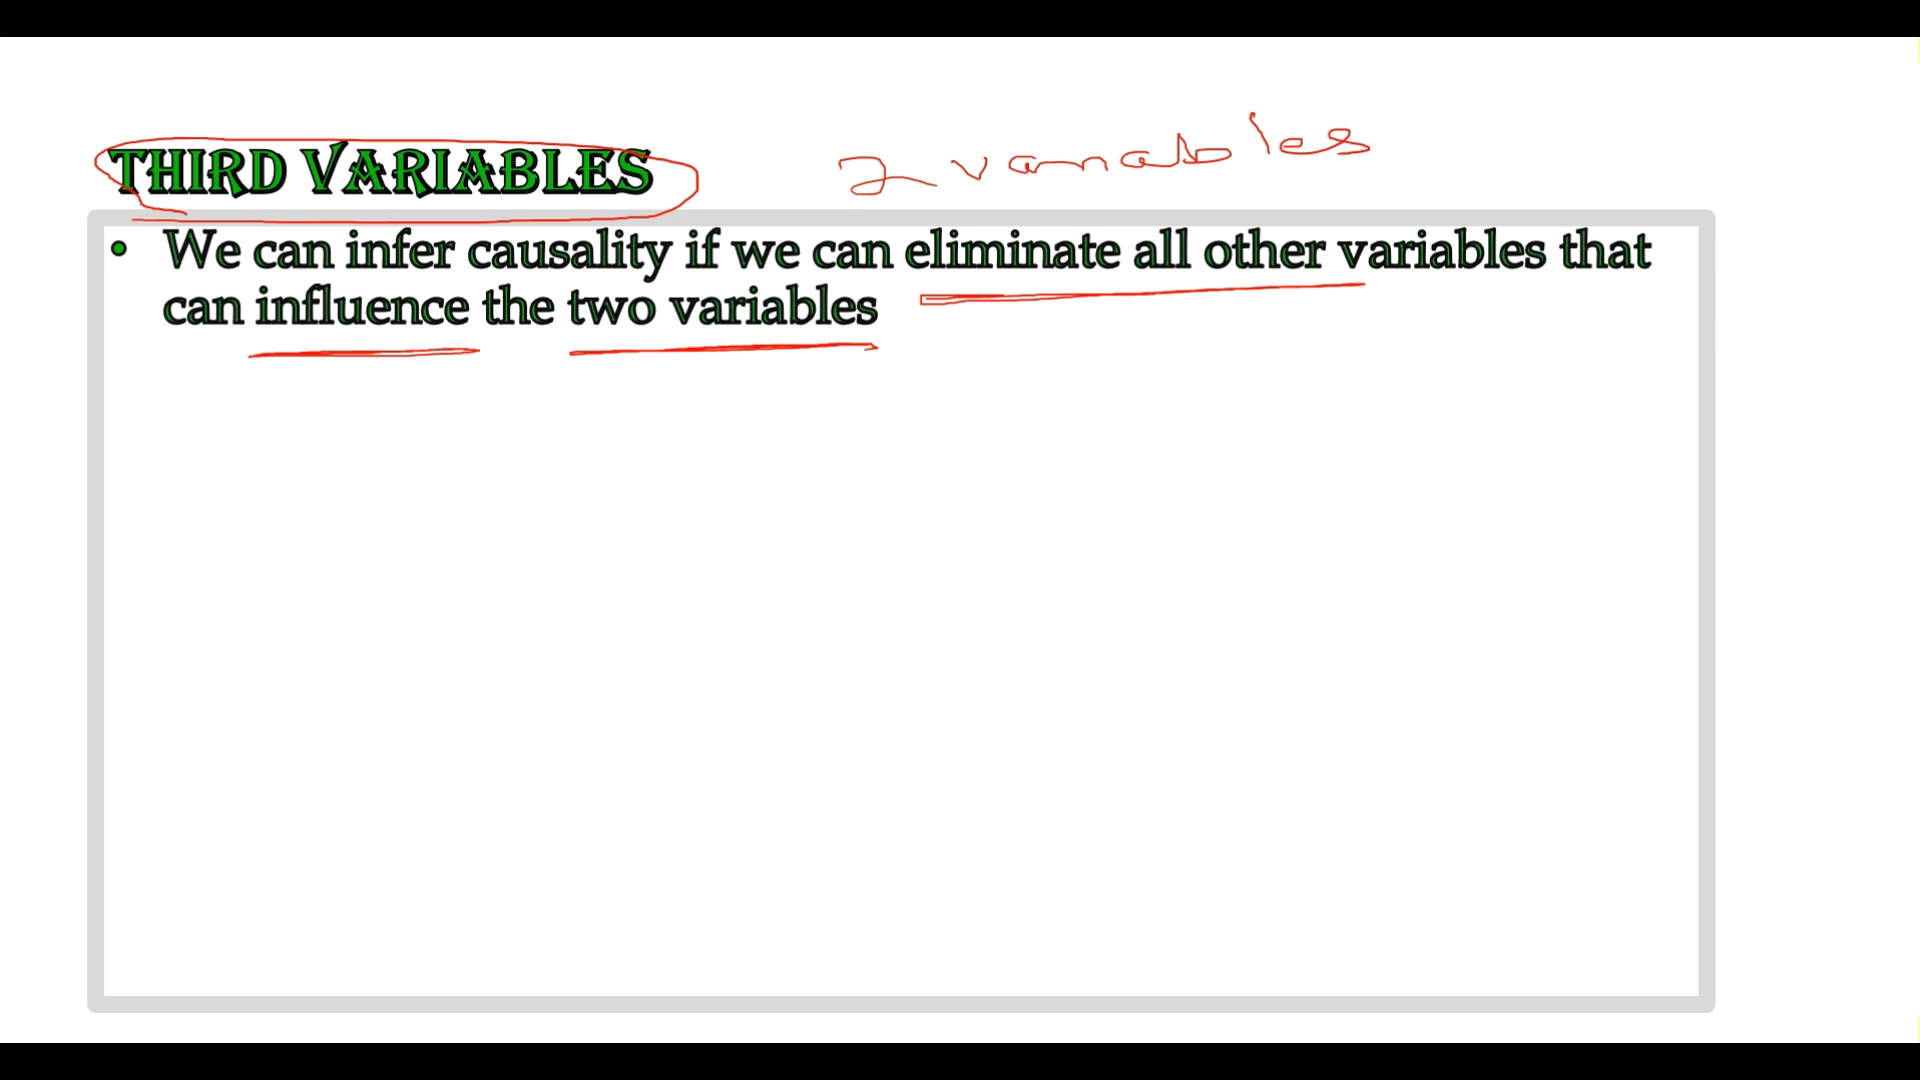 THIRD VARIABLES
2 variables
• We can infer causality if we can eliminate all other variables that
can influence the two variables